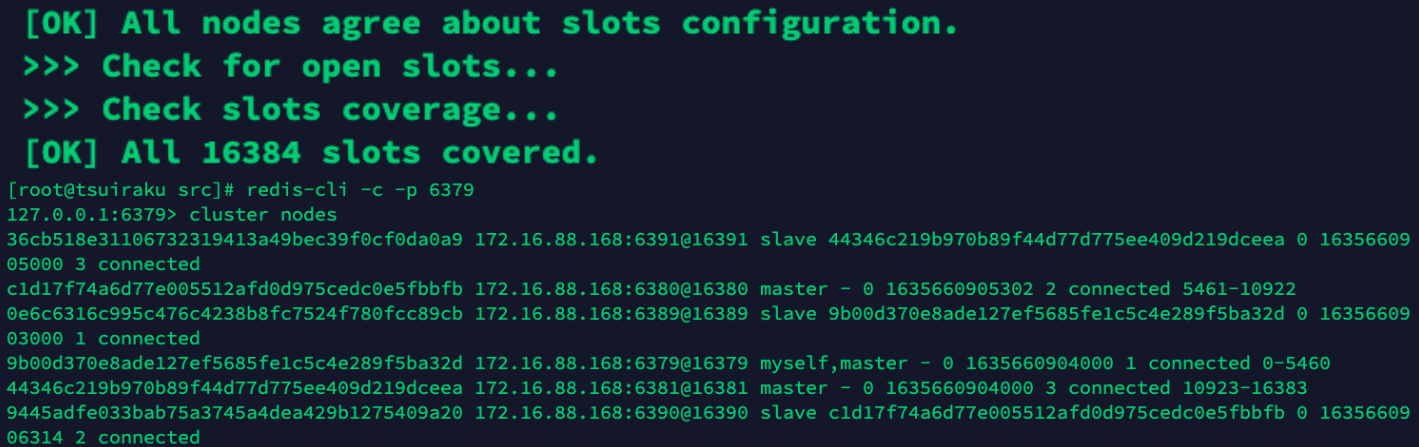 [OK] All nodes agree about slots configuration.
>>> Check for open slots...
>>> Check slots coverage...
[OK] All 16384 slots covered.
[root@tsuiraku src]# redis-cli -c -p 6379
127.0.0.1:6379> cluster nodes
36cb518e31106732319413a49bec39f0cf0da0a9 172.16.88.168:6391@16391 slave 44346c219b970b89f44d77d775ee409d219dceea 0 16356609
05000 3 connected
c1d17f74a6d77e005512afd0d975cedc0e5fbbfb 172.16.88.168:6380@16380 master - 0 1635660905302 2 connected 5461-10922
0e6c6316c995c476c4238b8fc7524f780fcc89cb 172.16.88.168:6389@16389 slave 9b00d370e8ade127ef5685fe1c5c4e289f5ba32d 0 16356609
03000 1 connected
9b00d370e8ade127ef5685fe1c5c4e289f5ba32d 172.16.88.168:6379@16379 myself,master - 0 1635660904000 1 connected 0-5460
44346c219b970b89f44d77d775ee409d219dceea 172.16.88.168:6381@16381 master - 0 1635660904000 3 connected 10923-16383
9445adfe033bab75a3745a4dea429b1275409a20 172.16.88.168:6390@16390 slave c1d17f74a6d77e005512afd0d975cedc0e5fbbfb 0 16356609
06314 2 connected